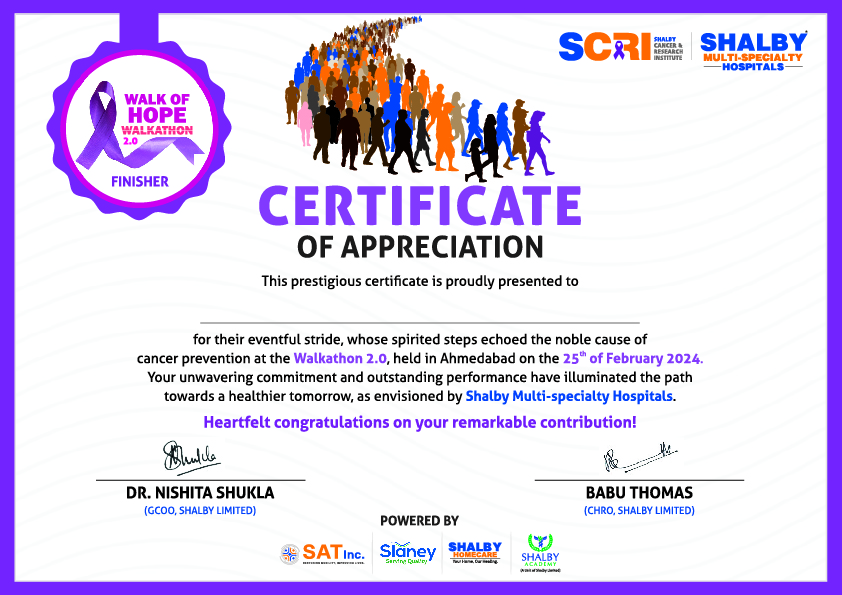 WALK OF
HOPE
WALKATHON
2.0
FINISHER
SCRI SHALBY
CANCER &
RESEARCH
INSTITUTE
SHALBY
MULTI-SPECIALTY
HOSPITALS
CERTIFICATE
OF APPRECIATION
This prestigious certificate is proudly presented to
for their eventful stride, whose spirited steps echoed the noble cause of
cancer prevention at the Walkathon 2.0, held in Ahmedabad on the 25th of February 2024.
Your unwavering commitment and outstanding performance have illuminated the path
towards a healthier tomorrow, as envisioned by Shalby Multi-specialty Hospitals.
Heartfelt congratulations on your remarkable contribution!
DR. NISHITA SHUKLA
(GCOO, SHALBY LIMITED)
BABU THOMAS
(CHRO, SHALBY LIMITED)
POWERED BY
SAT Inc.
Slaney
Serving Quality
SHALBY
HOMECARE
Your Home. Our Healing.
SHALBY
ACADEMY
(A Unit of Shalby Limited)